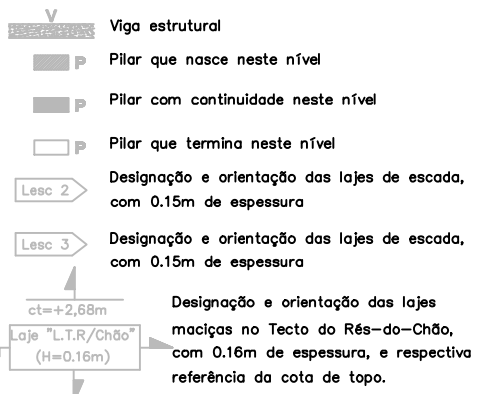 V
Viga estrutural
P
Pilar que nasce neste nível
P
Pilar com continuidade neste nível
P
Pilar que termina neste nível
Lesc 2
Designação e orientação das lajes de escada,
com 0.15m de espessura
Lesc 3
Designação e orientação das lajes de escada,
com 0.15m de espessura
ct=+2,68m
Laje "L.T.R/Chão"
(H=0.16m)
Designação e orientação das lajes
maciças no Tecto do Rés-do-Chão,
com 0.16m de espessura, e respectiva
referência da cota de topo.